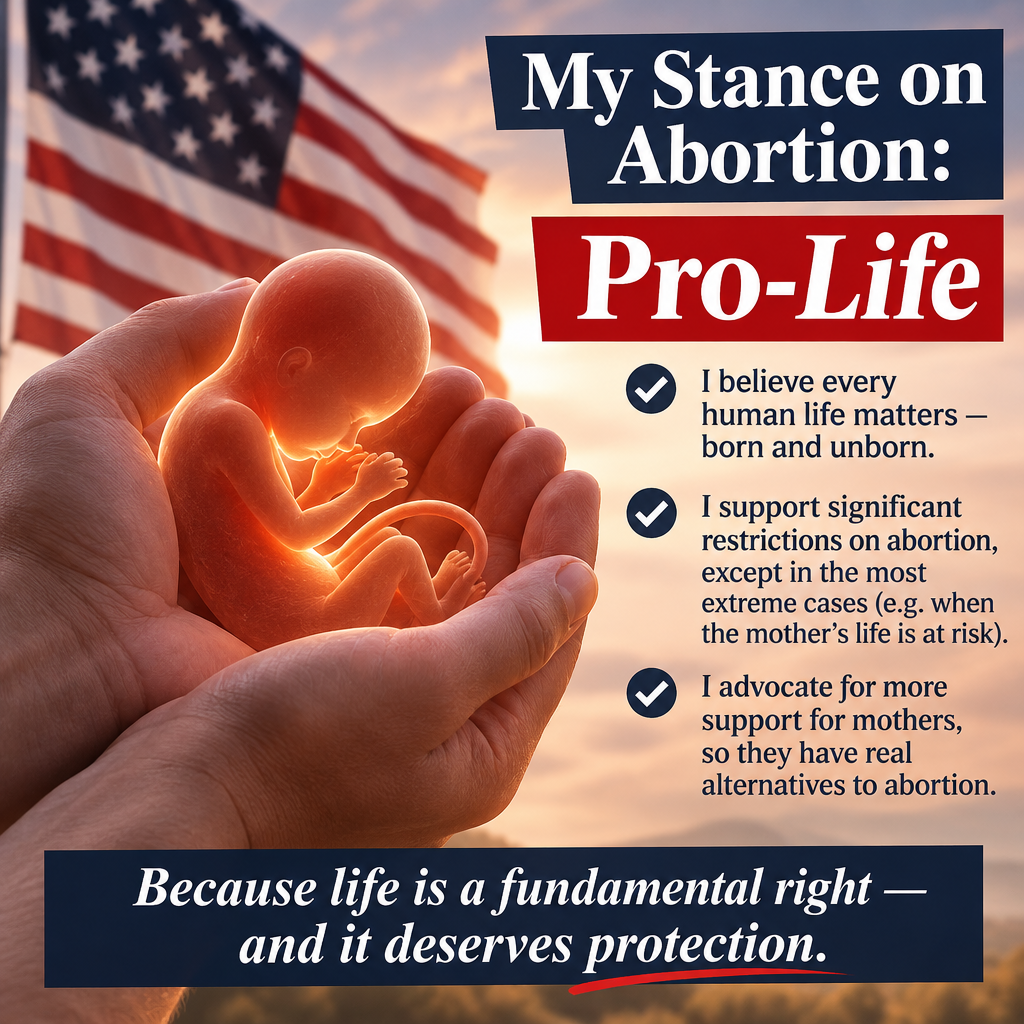 My Stance on
Abortion:
Pro-Life
I believe every
human life matters –
born and unborn.
I support significant
restrictions on abortion,
except in the most
extreme cases (e.g. when
the mother's life is at risk).
I advocate for more
support for mothers,
so they have real
alternatives to abortion.
Because life is a fundamental right —
and it deserves protection.